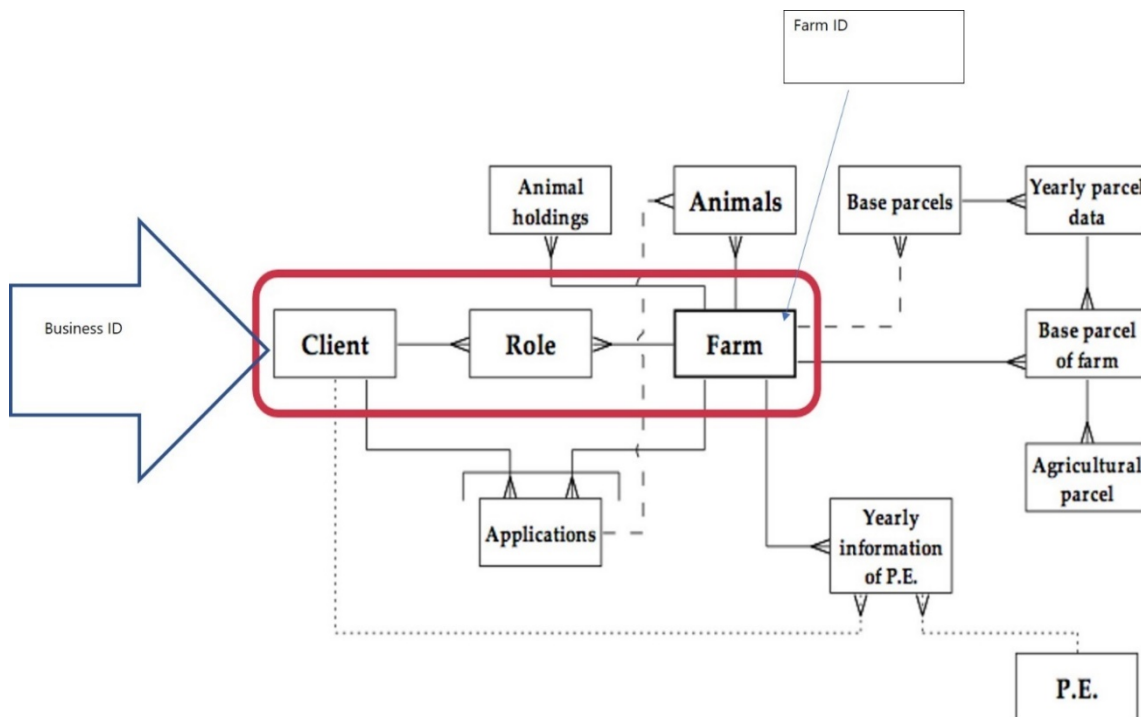 Farm ID
Animal
holdings
Animals
Base parcels
Yearly parcel
data
Business ID
Client
Role
Farm
Base parcel
of farm
Agricultural
parcel
Applications
Yearly
information
of P.E.
P.E.